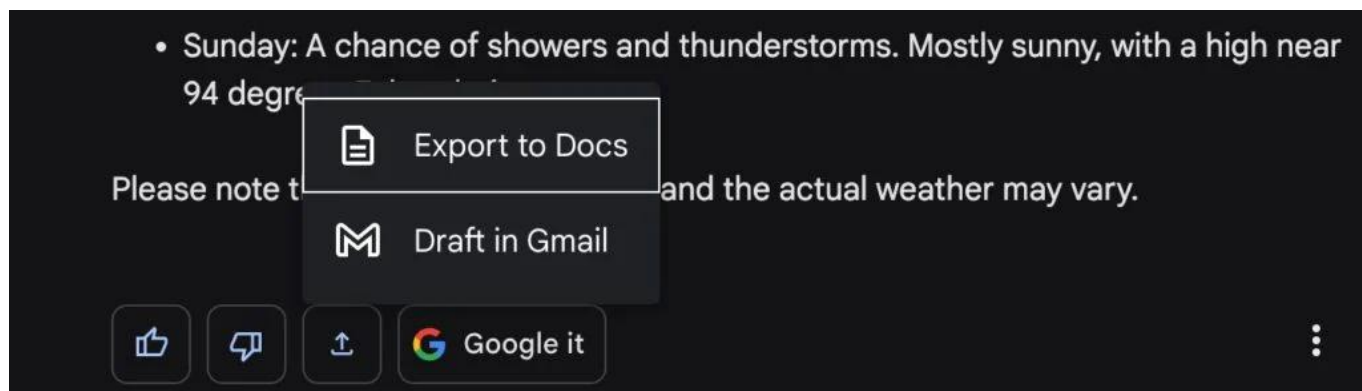 • Sunday: A chance of showers and thunderstorms. Mostly sunny, with a high near
94
Export to Docs
Please note
and the actual weather may vary.
Draft in Gmail
Google it